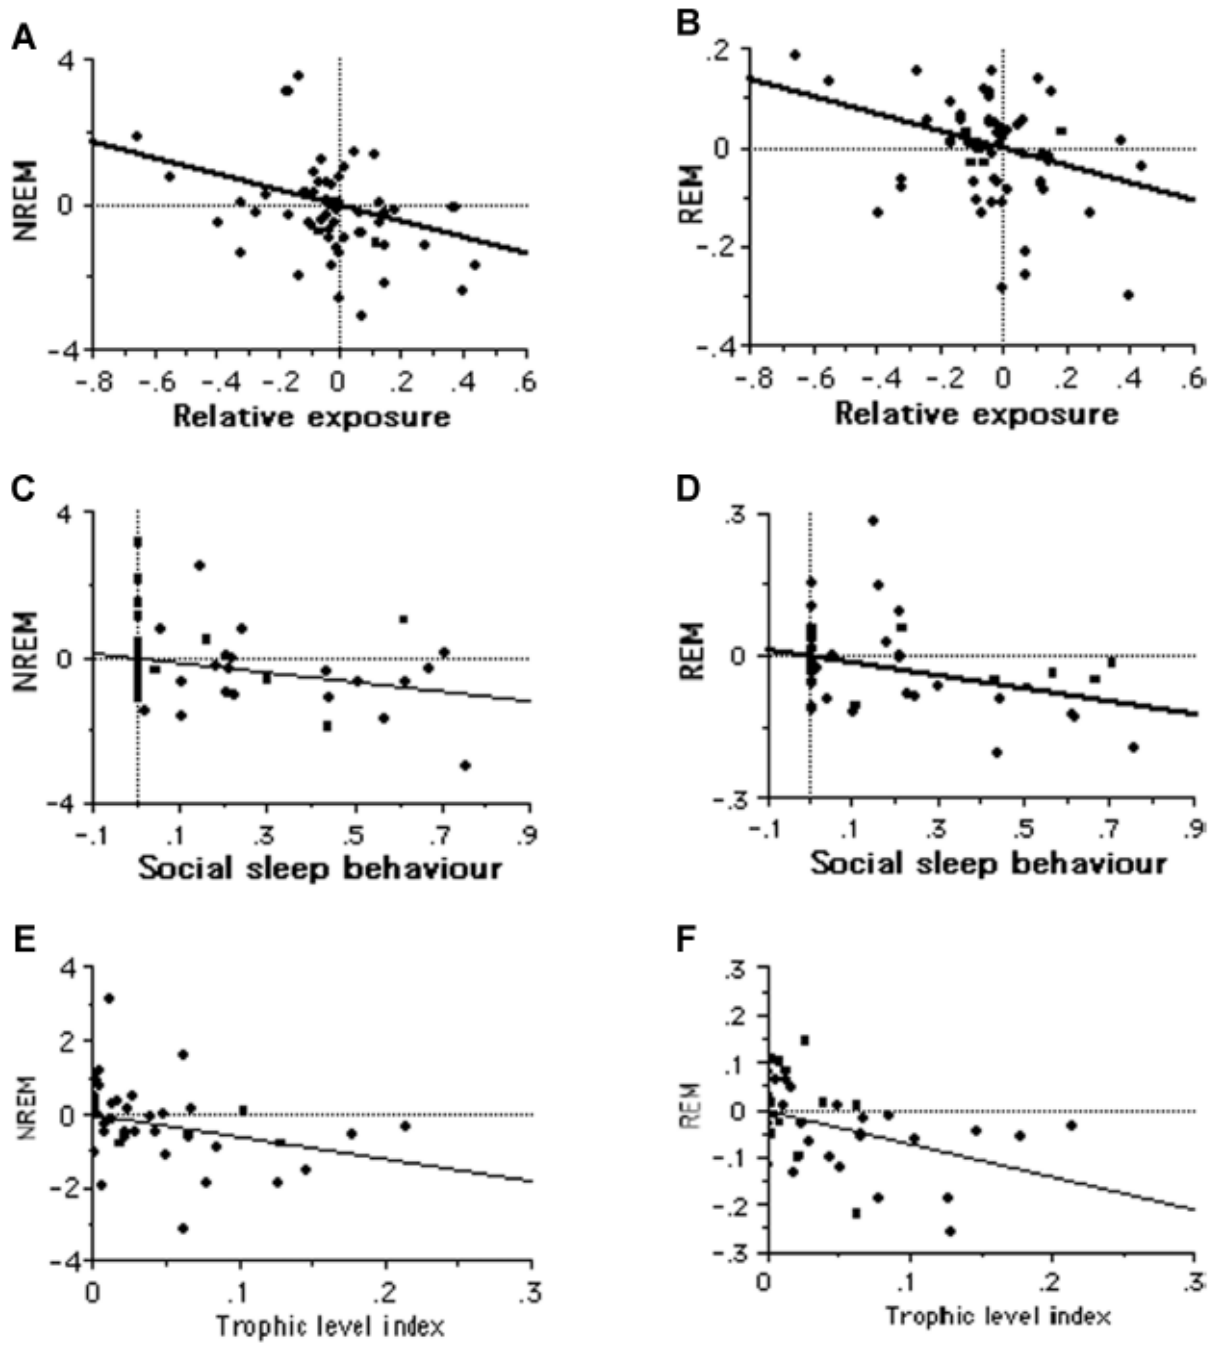 A
B
4
0
-4
NREM
-.8 -.6 -.4 -.2 0 .2 .4 .6
Relative exposure
.2
0
-.2
-.4
REM
-.8 -.6 -.4 -.2 0 .2 .4 .6
Relative exposure
C
D
4
0
-4
NREM
-.1 .1 .3 .5 .7 .9
Social sleep behaviour
.3
0
-.3
REM
-.1 .1 .3 .5 .7 .9
Social sleep behaviour
E
F
4
2
0
-2
-4
NREM
0 .1 .2 .3
Trophic level index
.3
.2
.1
0
-.1
-.2
-.3
REM
0 .1 .2 .3
Trophic level index